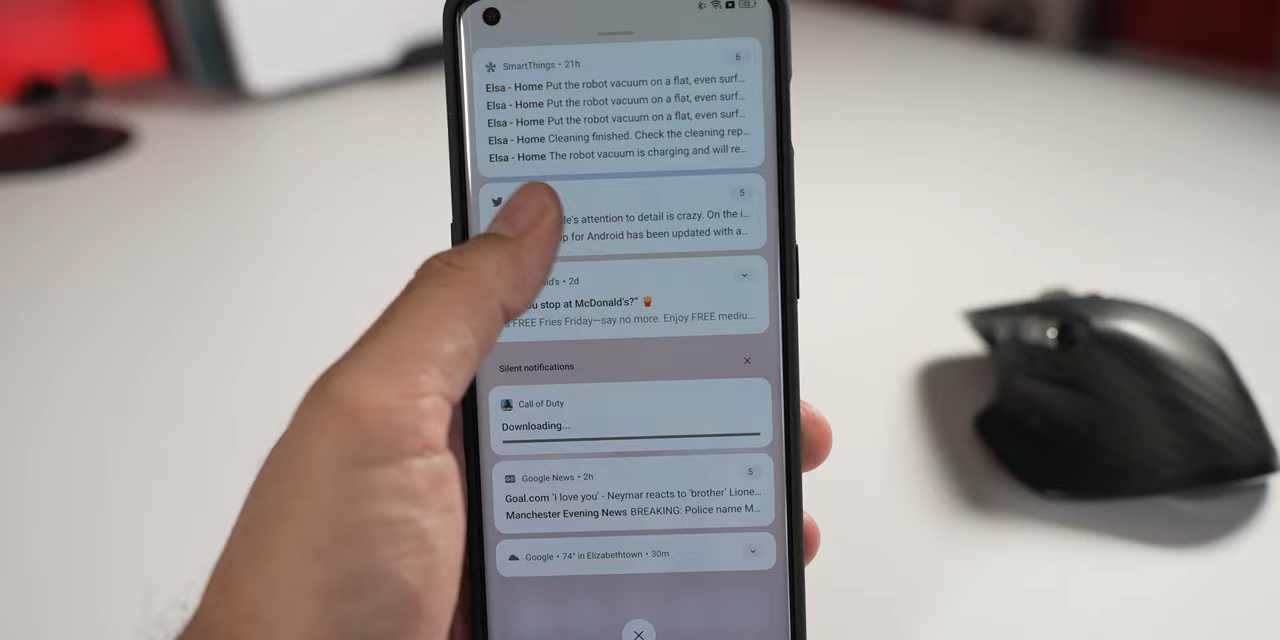 SmartThings • 21h
6
Elsa - Home Put the robot vacuum on a flat, even surf...
Elsa - Home Put the robot vacuum on a flat, even surf...
Elsa - Home Put the robot vacuum on a flat, even surf...
Elsa - Home Cleaning finished. Check the cleaning rep...
Elsa - Home The robot vacuum is charging and will re...
5
le's attention to detail is crazy. On the i...
p for Android has been updated with a...
ld's • 2d
u stop at McDonald's?" 🍟
s FREE Fries Friday—say no more. Enjoy FREE mediu...
Silent notifications
Call of Duty
Downloading...
Google News • 2h
5
Goal.com 'I love you' - Neymar reacts to 'brother' Lione...
Manchester Evening News BREAKING: Police name M...
Google • 74° in Elizabethtown • 30m